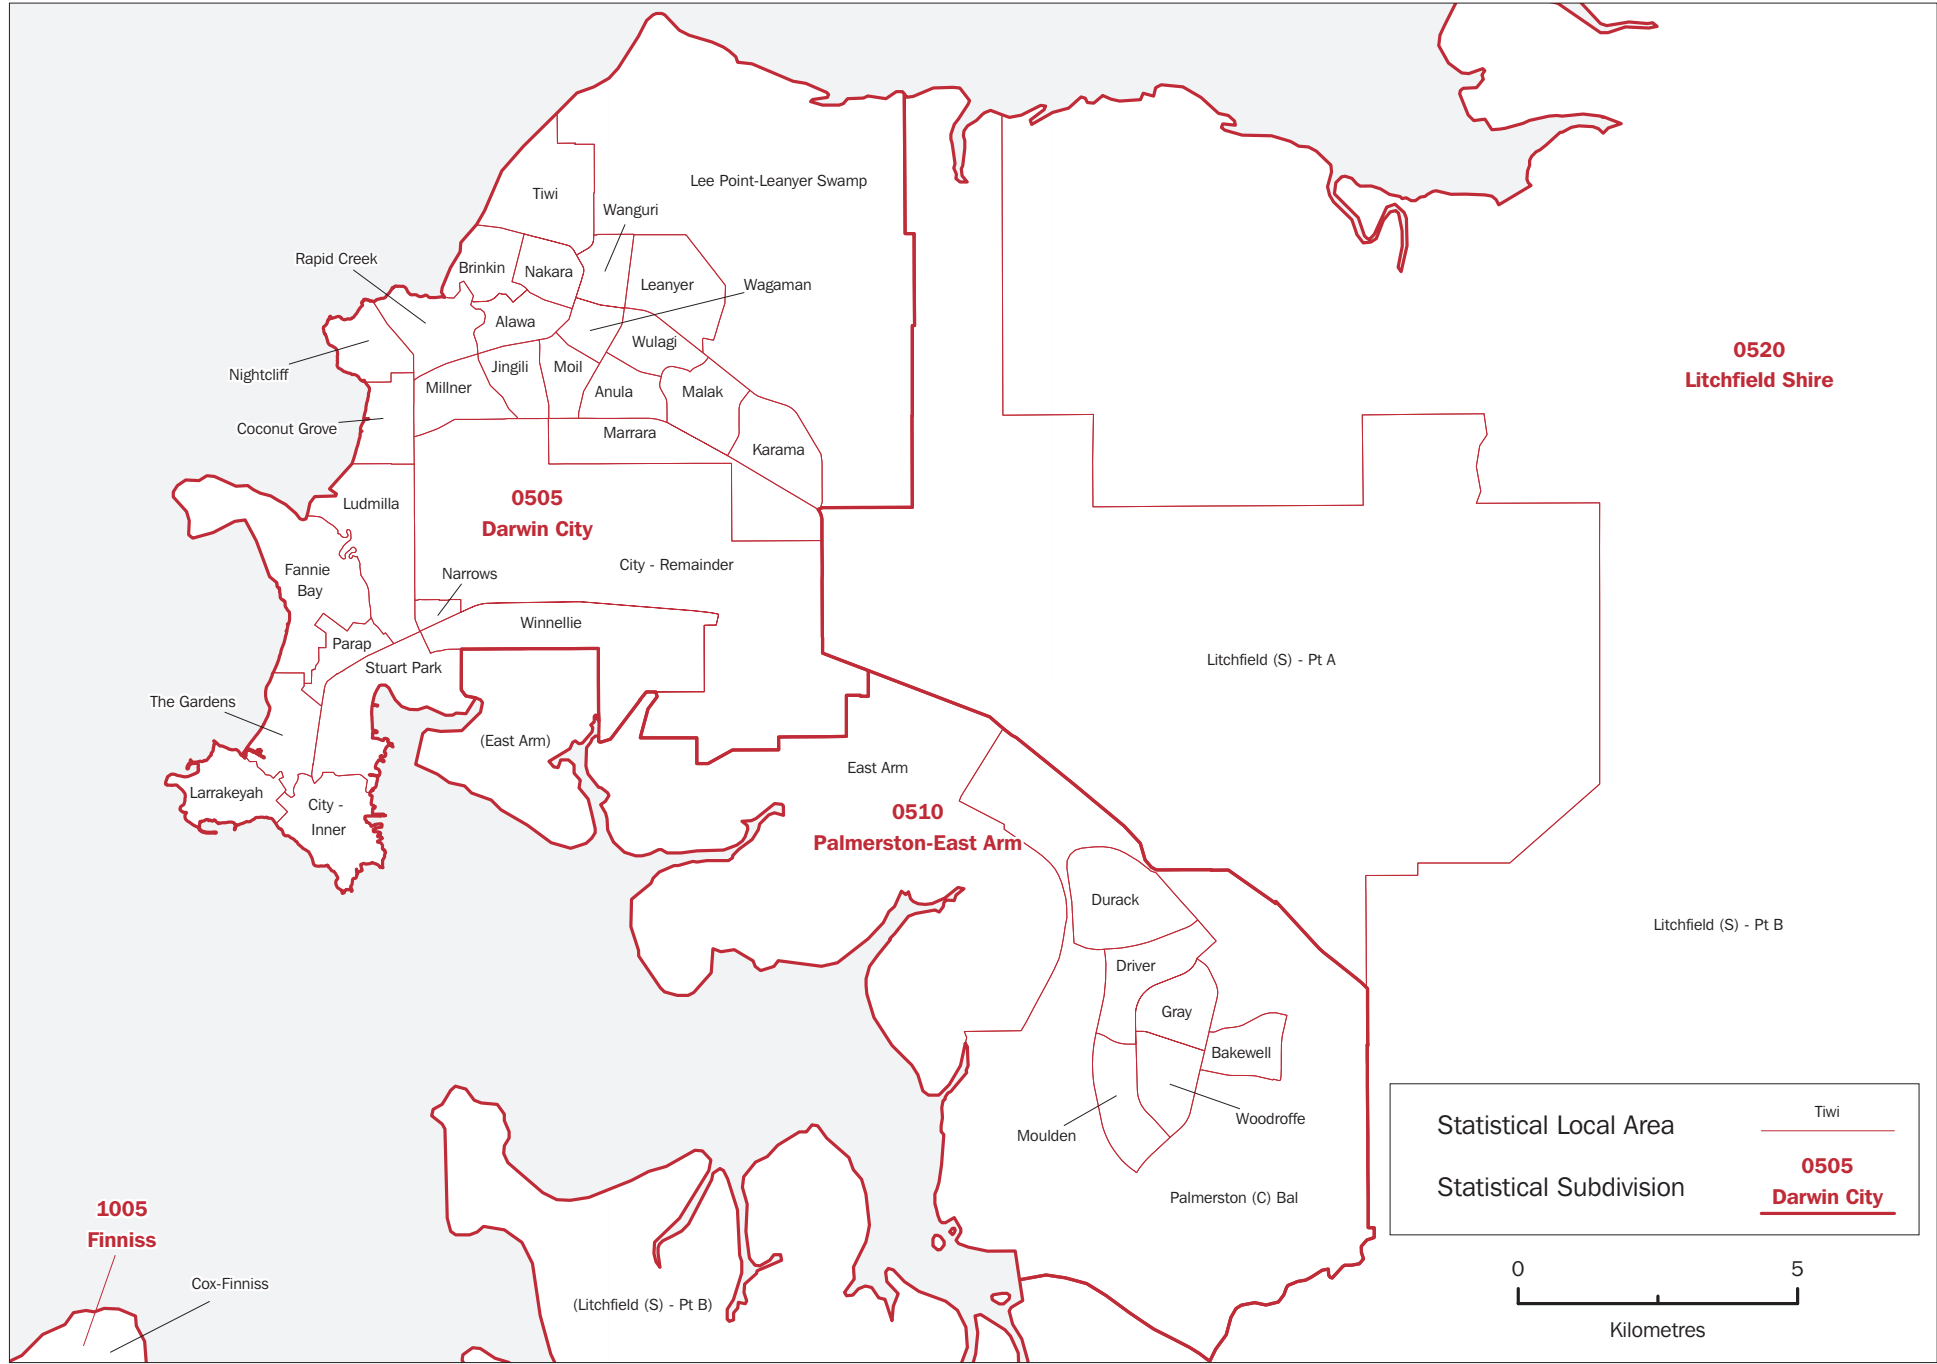 Lee Point-Leanyer Swamp
Tiwi
Wanguri
Rapid Creek
Brinkin
Nakara
Leanyer
Wagaman
Alawa
Wulagi
Nightcliff
Jingili
Moil
Millner
Anula
Malak
Coconut Grove
Marrara
Karama
0520
Litchfield Shire
Ludmilla
0505
Darwin City
City - Remainder
Fannie
Bay
Narrows
Winnellie
Parap
Stuart Park
Litchfield (S) - Pt A
The Gardens
(East Arm)
East Arm
Larrakeyah
City -
Inner
0510
Palmerston-East Arm
Durack
Litchfield (S) - Pt B
Driver
Gray
Bakewell
Woodroffe
Moulden
Palmerston (C) Bal
1005
Finniss
Cox-Finniss
(Litchfield (S) - Pt B)
Statistical Local Area
Tiwi
Statistical Subdivision
0505
Darwin City
0 5
Kilometres